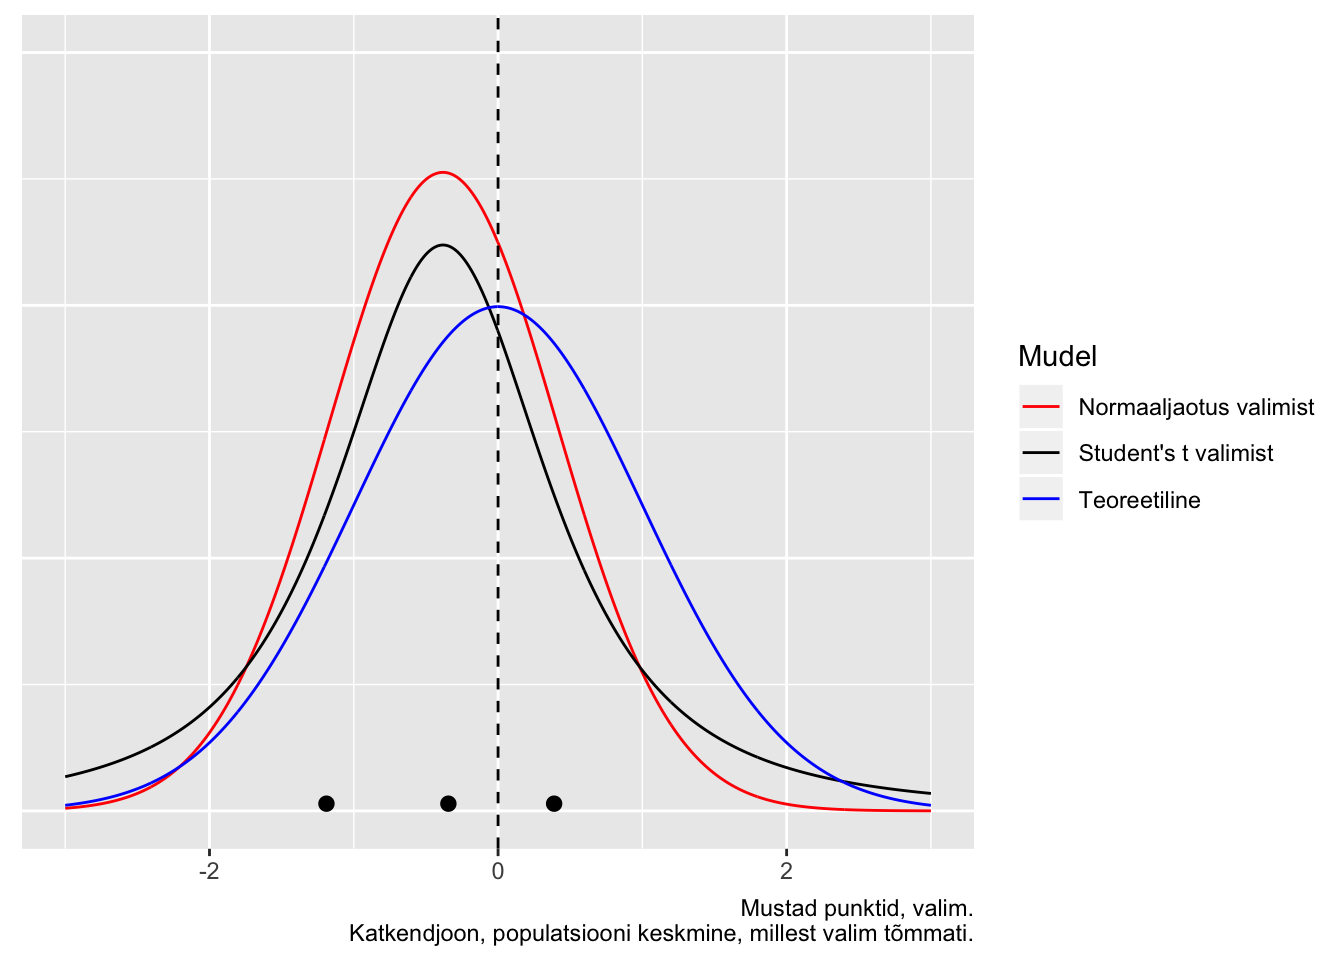 Mudel
Normaaljaotus valimist
Student's t valimist
Teoreetiline
-2
0
2
Mustad punktid, valim.
Katkendjoon, populatsiooni keskmine, millest valim tõmmati.